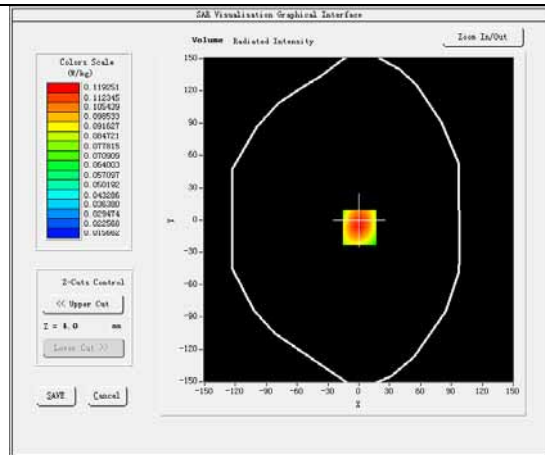 SAR Visualisation Graphical Interface
Volume Radiated Intensity
Zoom In/Out
Colors Scale
(W/kg)
0.119251
0.112345
0.105439
0.098533
0.091627
0.084721
0.077815
0.070909
0.064003
0.057097
0.050192
0.043286
0.036380
0.029474
0.022568
0.015662
150
120
90
60
30
0
-30
-60
-90
-120
-150
Y
-150 -120 -90 -60 -30 0 30 60 90 120 150
X
Z-Cuts Control
<< Upper Cut
Z = 4.0 mm
Lower Cut >>
SAVE Cancel